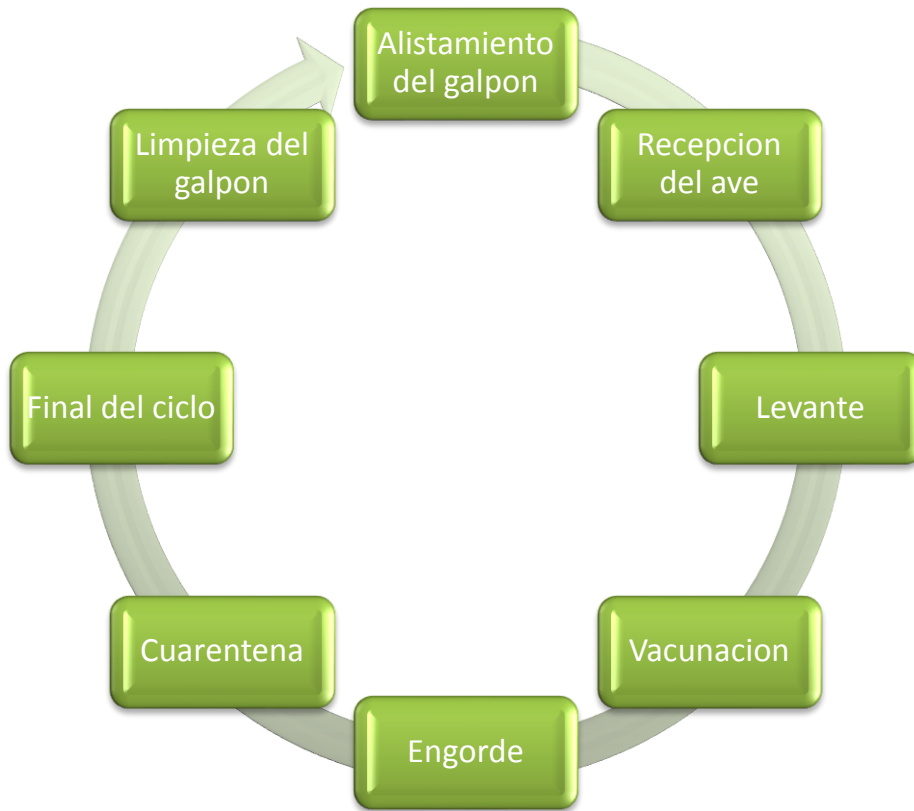 Alistamiento
del galpon
Recepcion
del ave
Levante
Vacunacion
Engorde
Cuarentena
Final del ciclo
Limpieza del
galpon